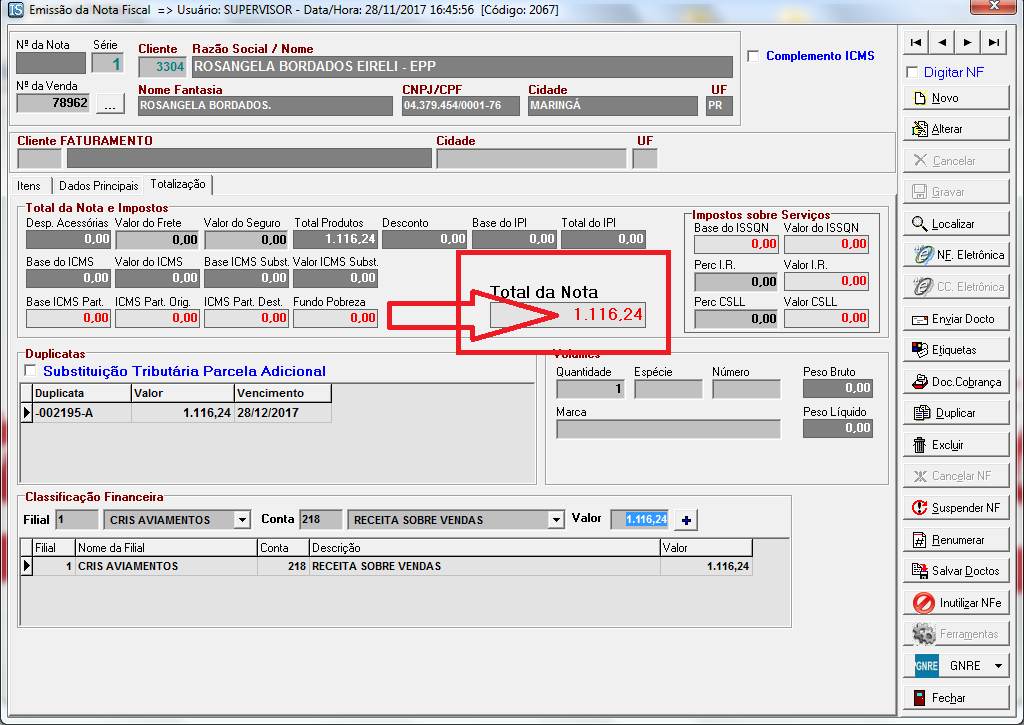 Emissão da Nota Fiscal => Usuário: SUPERVISOR - Data/Hora: 28/11/2017 16:45:56 [Código: 2067]
Nº da Nota Série Cliente Razão Social / Nome
1 3304 ROSANGELA BORDADOS EIRELI - EPP
Complemento ICMS
Nº da Venda Nome Fantasia CNPJ/CPF Cidade UF
78962 ... ROSANGELA BORDADOS. 04.379.454/0001-76 MARINGÁ PR
Cliente FATURAMENTO Cidade UF
Itens Dados Principais Totalização
Total da Nota e Impostos
Desp. Acessórias Valor do Frete Valor do Seguro Total Produtos Desconto Base do IPI Total do IPI
0,00 0,00 0,00 1.116,24 0,00 0,00 0,00
Base do ICMS Valor do ICMS Base ICMS Subst. Valor ICMS Subst.
0,00 0,00 0,00 0,00
Base ICMS Part. ICMS Part. Orig. ICMS Part. Dest. Fundo Pobreza
0,00 0,00 0,00 0,00
Total da Nota
1.116,24
Impostos sobre Serviços
Base do ISSQN Valor do ISSQN
0,00 0,00
Perc I.R. Valor I.R.
0,00 0,00
Perc CSLL Valor CSLL
0,00 0,00
Duplicatas
Substituição Tributária Parcela Adicional
Duplicata Valor Vencimento
-002195-A 1.116,24 28/12/2017
Volumes
Quantidade Espécie Número Peso Bruto
1 0,00
Marca Peso Líquido
0,00
Classificação Financeira
Filial 1 CRIS AVIAMENTOS Conta 218 RECEITA SOBRE VENDAS Valor 1.116,24
Filial Nome da Filial Conta Descrição Valor
1 CRIS AVIAMENTOS 218 RECEITA SOBRE VENDAS 1.116,24
Digitar NF
Novo
Alterar
Cancelar
Gravar
Localizar
NF. Eletrônica
CC. Eletrônica
Enviar Docto
Etiquetas
Doc.Cobrança
Duplicar
Excluir
Cancelar NF
Suspender NF
Renumerar
Salvar Doctos
Inutilizar NFe
Ferramentas
GNRE GNRE
Fechar